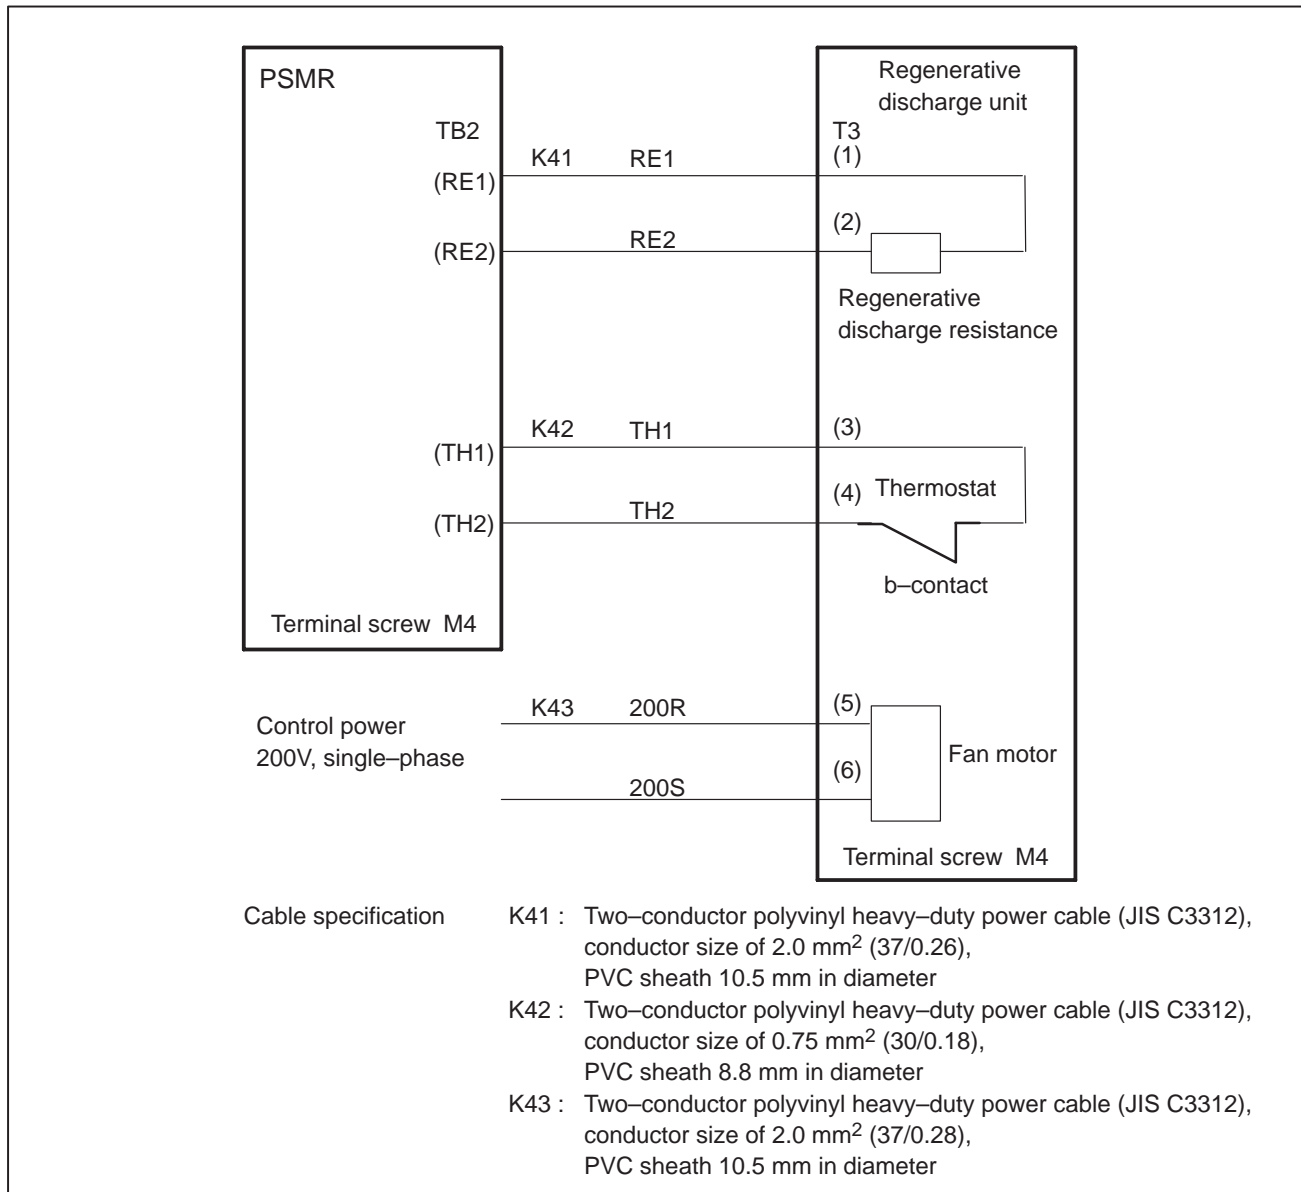 PSMR
Regenerative
discharge unit
TB2
T3
K41
RE1
(1)
(RE1)
(2)
(RE2)
RE2
Regenerative
discharge resistance
K42
TH1
(3)
(TH1)
(4)
Thermostat
(TH2)
TH2
b–contact
Terminal screw M4
K43
200R
(5)
Control power
200V, single–phase
Fan motor
(6)
200S
Terminal screw M4
Cable specification
K41 : Two–conductor polyvinyl heavy–duty power cable (JIS C3312),
conductor size of 2.0 mm² (37/0.26),
PVC sheath 10.5 mm in diameter
K42 : Two–conductor polyvinyl heavy–duty power cable (JIS C3312),
conductor size of 0.75 mm² (30/0.18),
PVC sheath 8.8 mm in diameter
K43 : Two–conductor polyvinyl heavy–duty power cable (JIS C3312),
conductor size of 2.0 mm² (37/0.28),
PVC sheath 10.5 mm in diameter